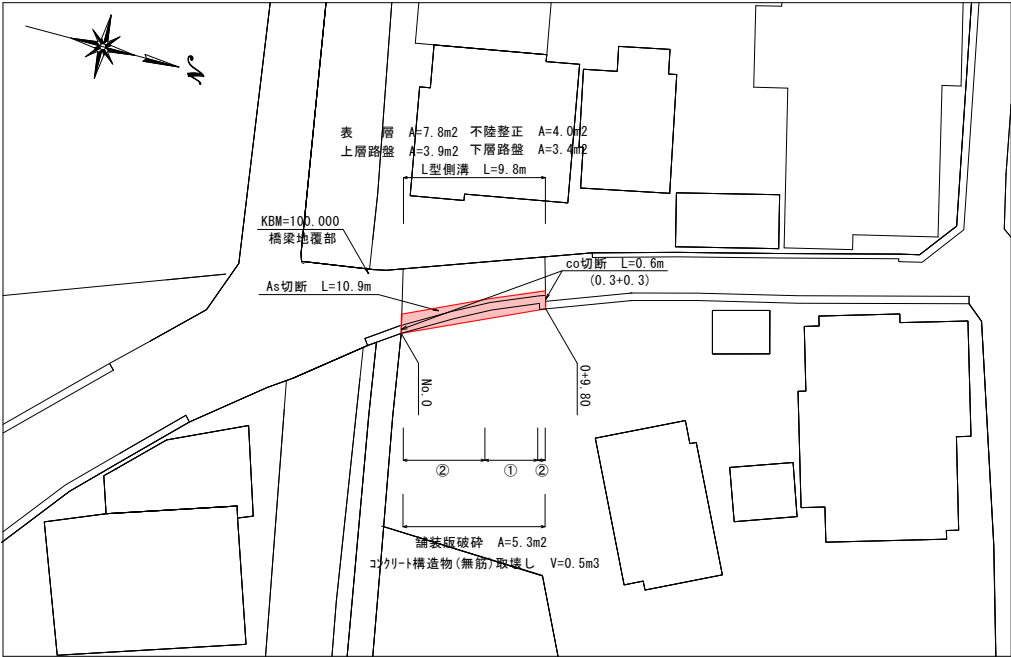 N
表　層 A=7.8m2 不陸整正 A=4.0m2
上層路盤 A=3.9m2 下層路盤 A=3.4m2
L型側溝 L=9.8m
KBM=100.000
橋梁地覆部
co切断 L=0.6m
(0.3+0.3)
As切断 L=10.9m
No.0
0+9.80
② ① ②
舗装版破砕 A=5.3m2
ｺﾝｸﾘｰﾄ構造物(無筋)取壊し V=0.5m3